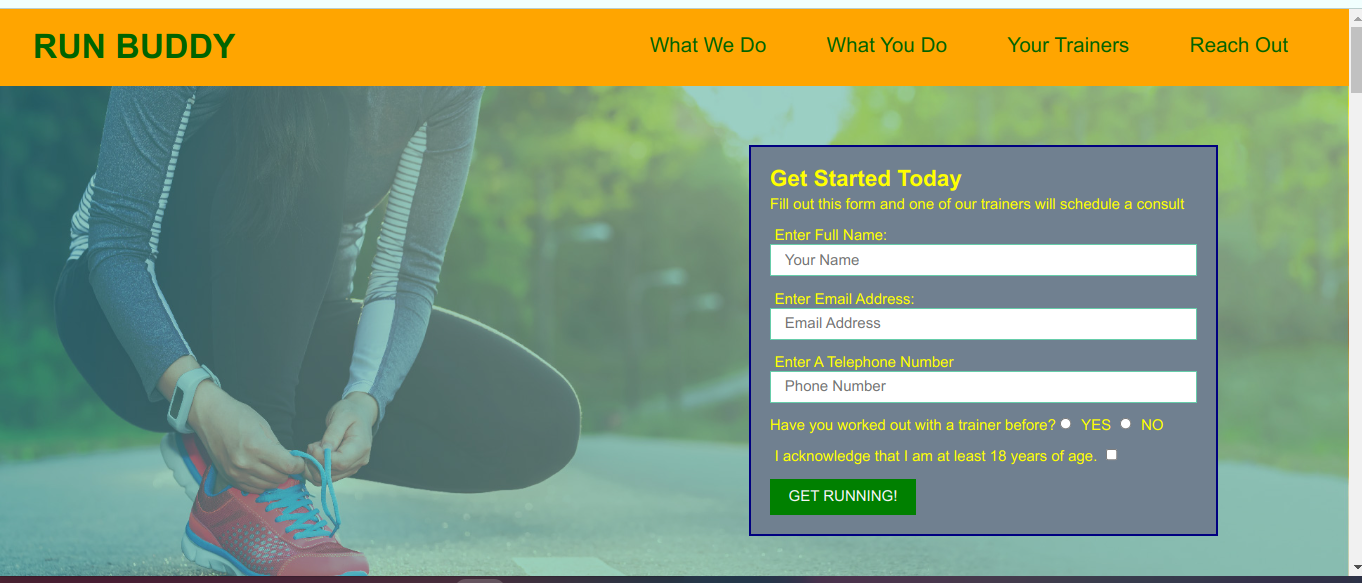 RUN BUDDY
What We Do What You Do Your Trainers Reach Out
Get Started Today
Fill out this form and one of our trainers will schedule a consult
Enter Full Name:
Your Name
Enter Email Address:
Email Address
Enter A Telephone Number
Phone Number
Have you worked out with a trainer before? YES NO
I acknowledge that I am at least 18 years of age.
GET RUNNING!